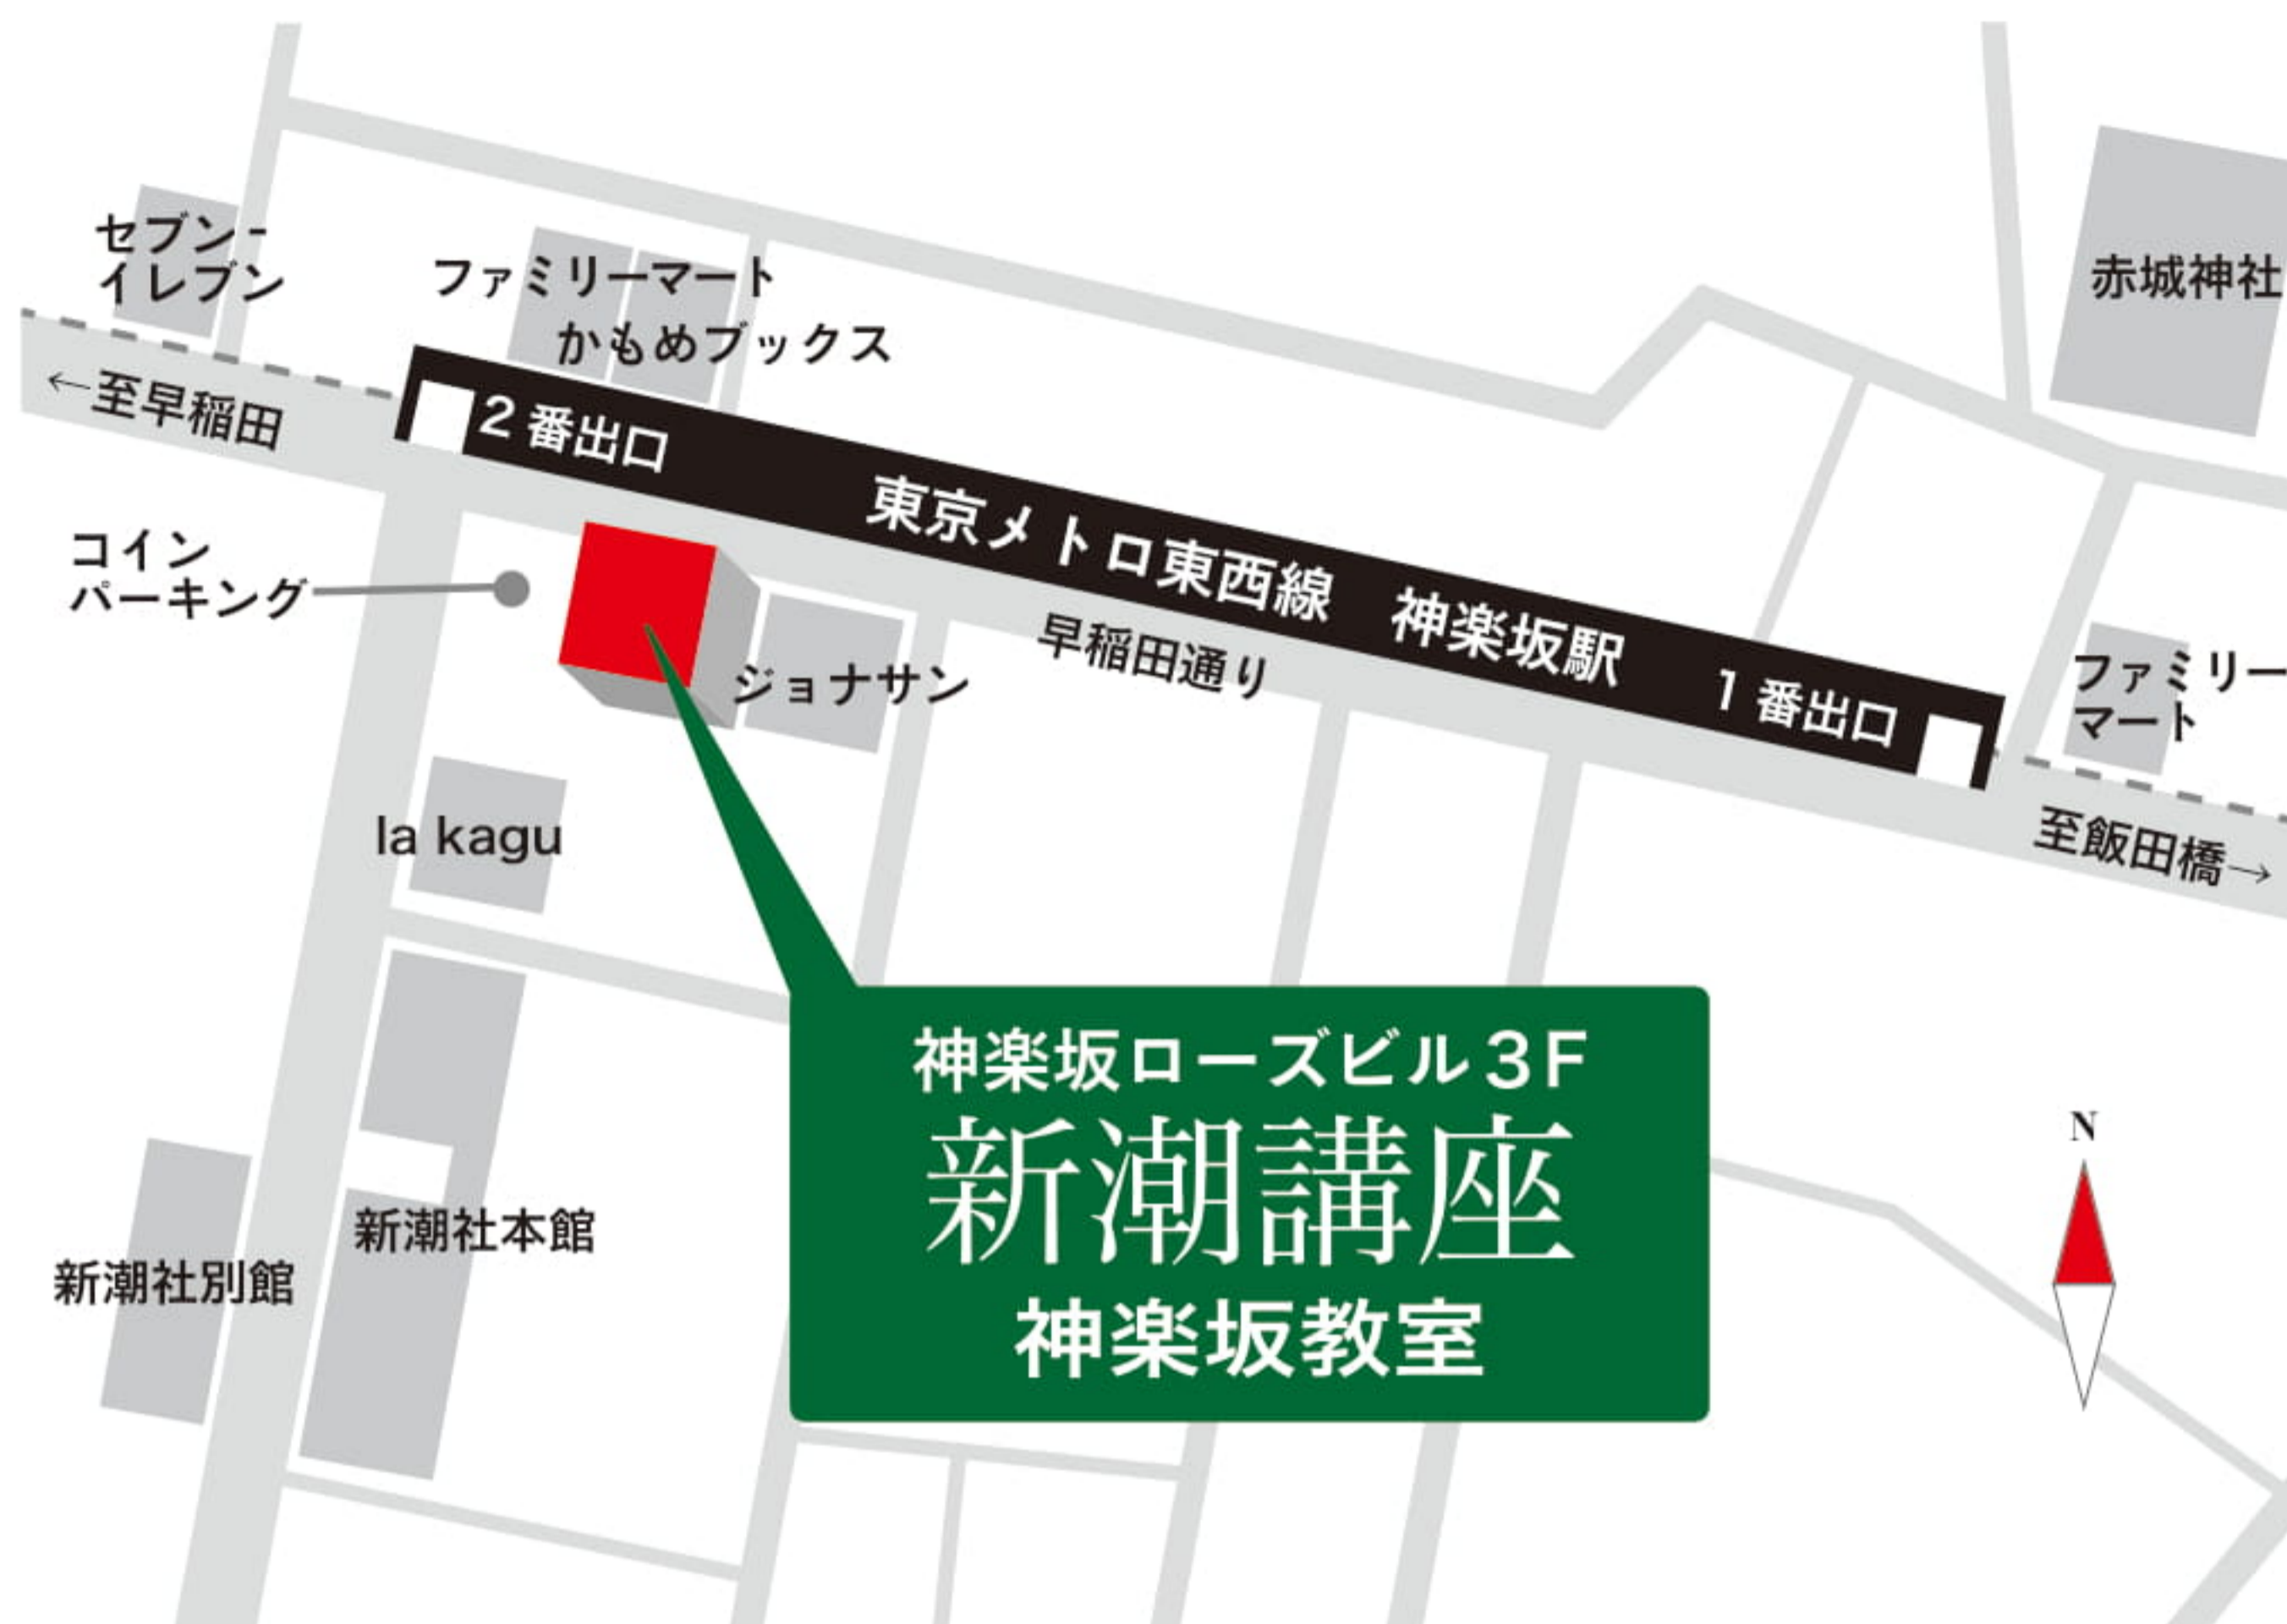 セブン-
イレブン
ファミリーマート
かもめブックス
赤城神社
←至早稲田
2番出口
東京メトロ東西線 神楽坂駅
1番出口
早稲田通り
コイン
パーキング
ジョナサン
ファミリー
マート
至飯田橋→
la kagu
神楽坂ローズビル3F
新潮講座
神楽坂教室
新潮社本館
新潮社別館
N